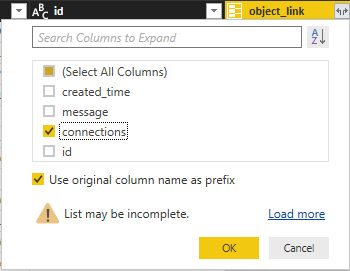 ABC id object_link
Search Columns to Expand
A
Z
(Select All Columns)
created_time
message
connections
id
Use original column name as prefix
List may be incomplete. Load more
OK Cancel